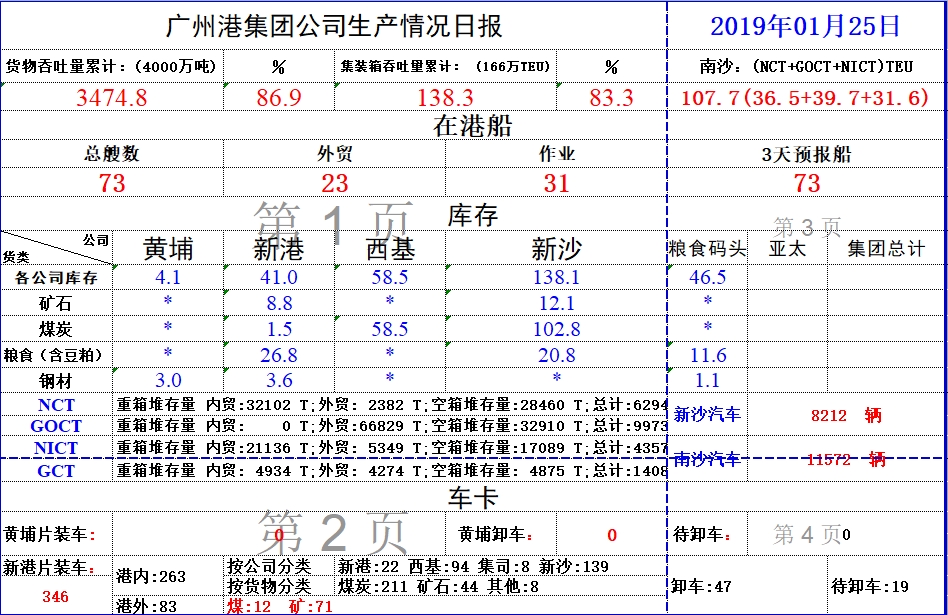 广州港集团公司生产情况日报 2019年01月25日
货物吞吐量累计：(4000万吨) % 集装箱吞吐量累计： (166万TEU) % 南沙：(NCT+GOCT+NICT)TEU
3474.8 86.9 138.3 83.3 107.7(36.5+39.7+31.6)
在港船
总艘数 外贸 作业 3天预报船
73 23 31 73
第 1 页 库存 第 3 页
公司
货类 黄埔 新港 西基 新沙 粮食码头 亚太 集团总计
各公司库存 4.1 41.0 58.5 138.1 46.5
矿石 * 8.8 * 12.1 *
煤炭 * 1.5 58.5 102.8 *
粮食（含豆粕） * 26.8 * 20.8 11.6
钢材 3.0 3.6 * * 1.1
NCT 重箱堆存量 内贸:32102 T;外贸: 2382 T;空箱堆存量:28460 T;总计:6294
新沙汽车 8212 辆
GOCT 重箱堆存量 内贸: 0 T;外贸:66829 T;空箱堆存量:32910 T;总计:9973
NICT 重箱堆存量 内贸:21136 T;外贸: 5349 T;空箱堆存量:17089 T;总计:4357
南沙汽车 11572 辆
GCT 重箱堆存量 内贸: 4934 T;外贸: 4274 T;空箱堆存量: 4875 T;总计:1408
车卡
黄埔片装车: 0 黄埔卸车: 0 待卸车: 0
第 2 页 第 4 页
新港片装车: 346 港内:263 按公司分类 新港:22 西基:94 集司:8 新沙:139
按货物分类 煤炭:211 矿石:44 其他:8
卸车:47 待卸车:19
港外:83 煤:12 矿:71